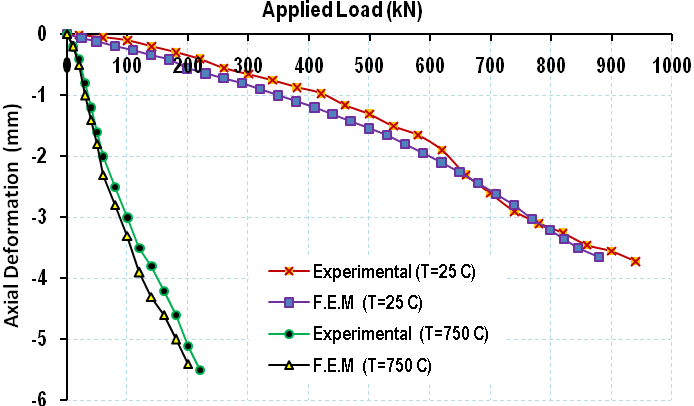 Applied Load (kN)
0
0 100 200 300 400 500 600 700 800 900 1000
-1
-2
-3
-4
-5
-6
Axial Deformation (mm)
Experimental (T=25 C)
F.E.M (T=25 C)
Experimental (T=750 C)
F.E.M (T=750 C)